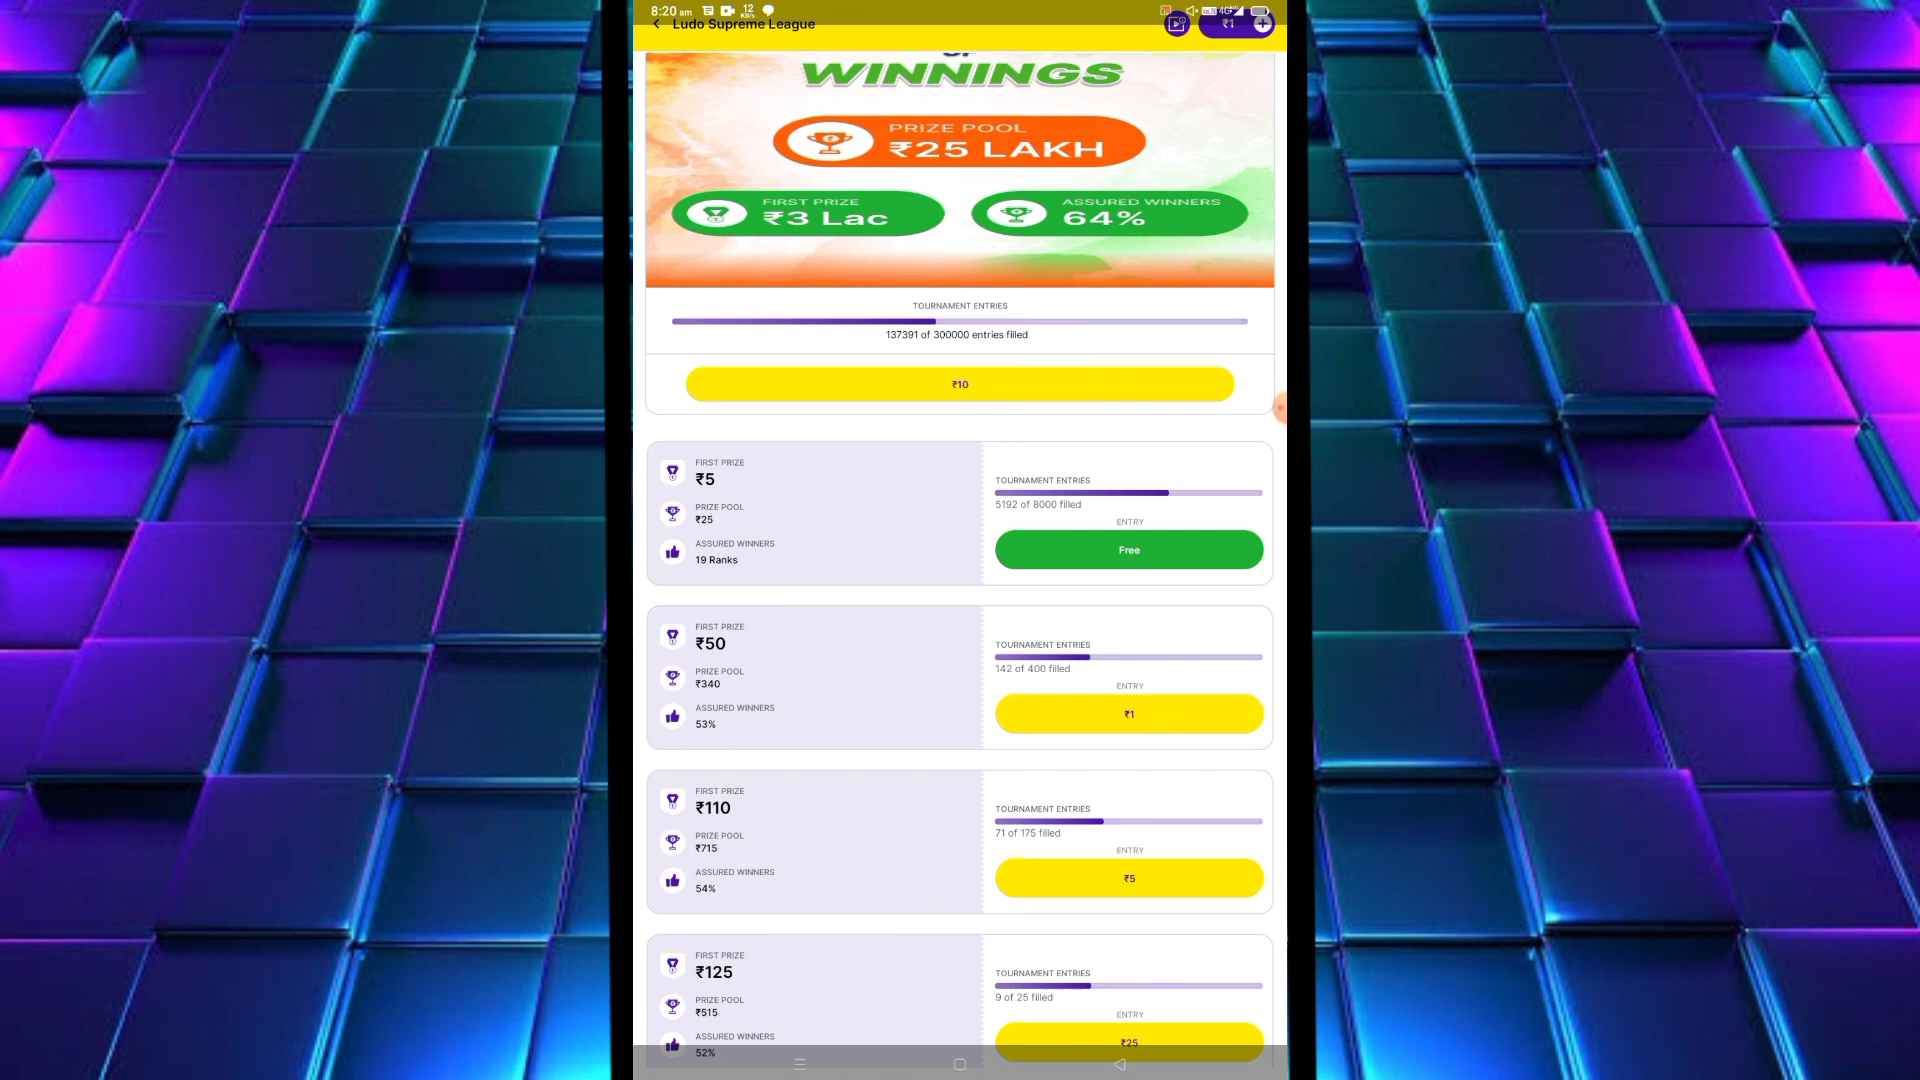 8:20 am 12 KB/s 4G
Ludo Supreme League
₹1
WINNINGS
PRIZE POOL
₹25 LAKH
FIRST PRIZE
₹3 Lac
ASSURED WINNERS
64%
TOURNAMENT ENTRIES
137391 of 300000 entries filled
₹10
FIRST PRIZE
₹5
PRIZE POOL
₹25
ASSURED WINNERS
19 Ranks
TOURNAMENT ENTRIES
5192 of 8000 filled
ENTRY
Free
FIRST PRIZE
₹50
PRIZE POOL
₹340
ASSURED WINNERS
53%
TOURNAMENT ENTRIES
142 of 400 filled
ENTRY
₹1
FIRST PRIZE
₹110
PRIZE POOL
₹715
ASSURED WINNERS
54%
TOURNAMENT ENTRIES
71 of 175 filled
ENTRY
₹5
FIRST PRIZE
₹125
PRIZE POOL
₹515
ASSURED WINNERS
52%
TOURNAMENT ENTRIES
9 of 25 filled
ENTRY
₹25